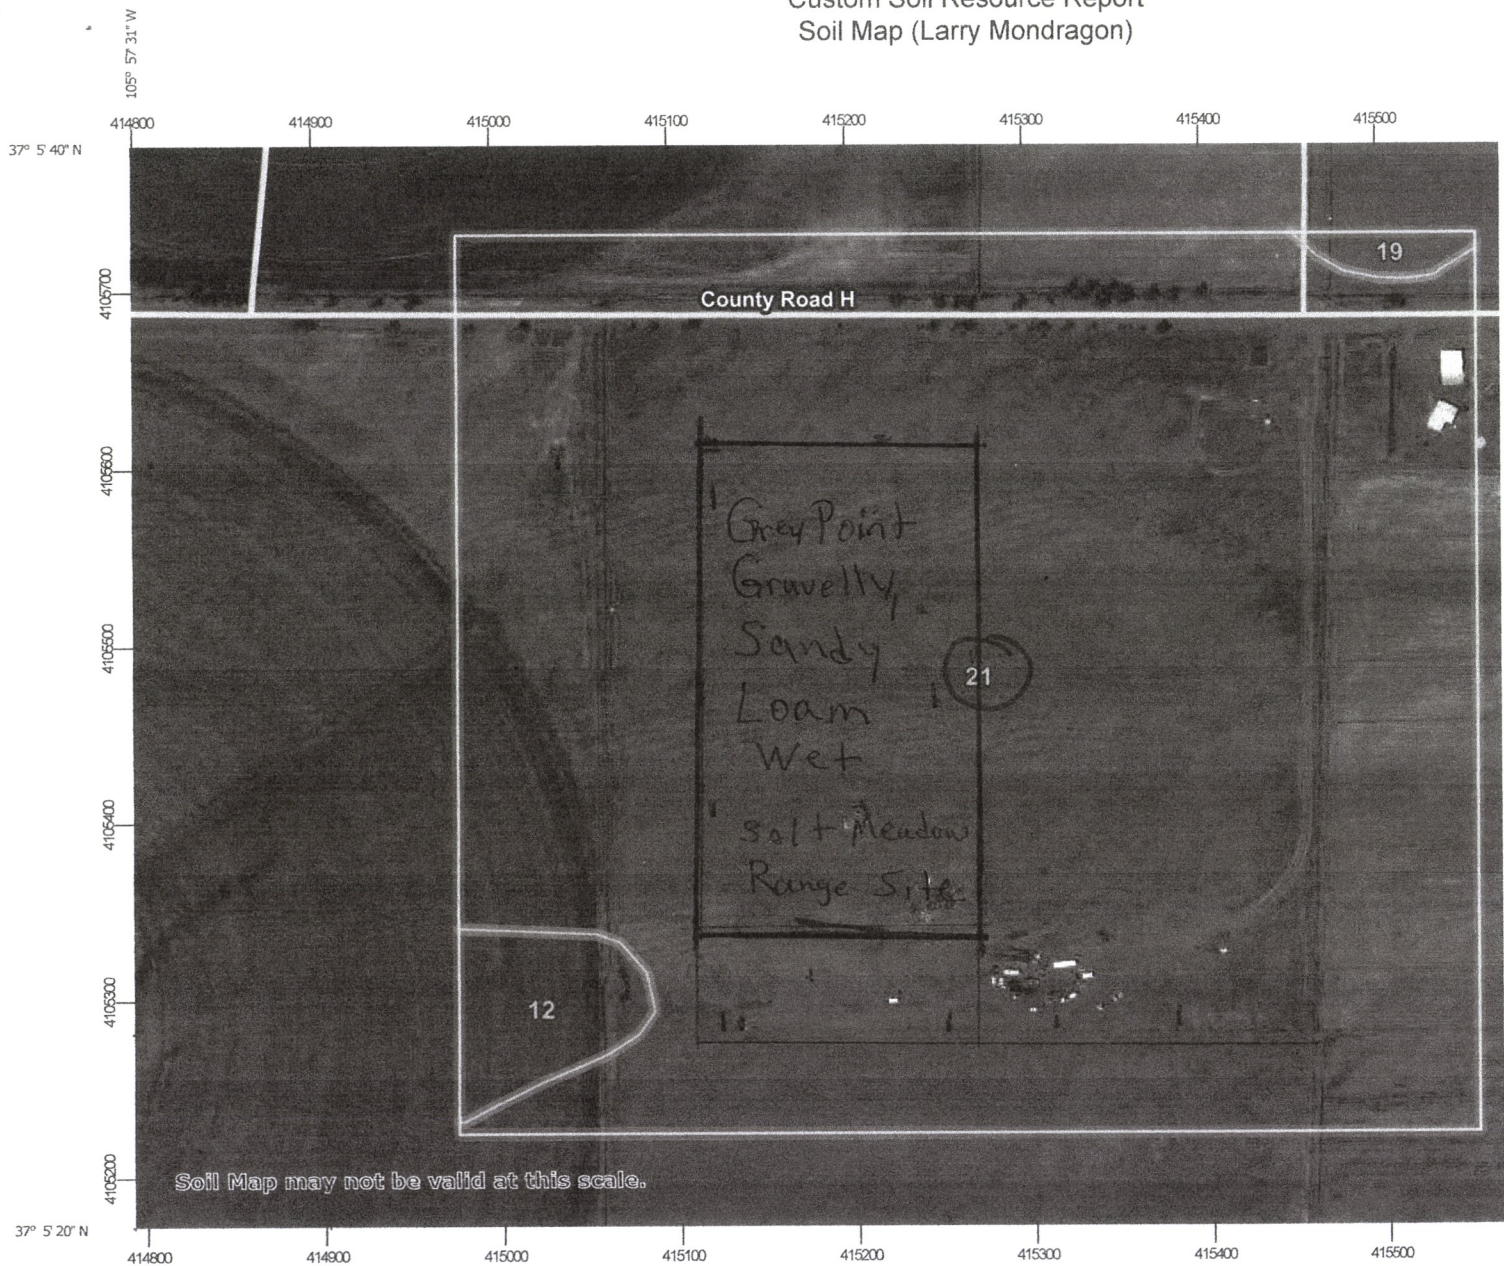 Custom Soil Resource Report
Soil Map (Larry Mondragon)
105° 57' 31" W
414800
414900
415000
415100
415200
415300
415400
415500
37° 5' 40" N
19
4105700
County Road H
4105600
Grey Point
Gravelly,
Sandy
4105500
21
Loam
Wet
4105400
Salt Meadow
Range Site
4105300
12
4105200
Soil Map may not be valid at this scale.
37° 5' 20" N
414800
414900
415000
415100
415200
415300
415400
415500